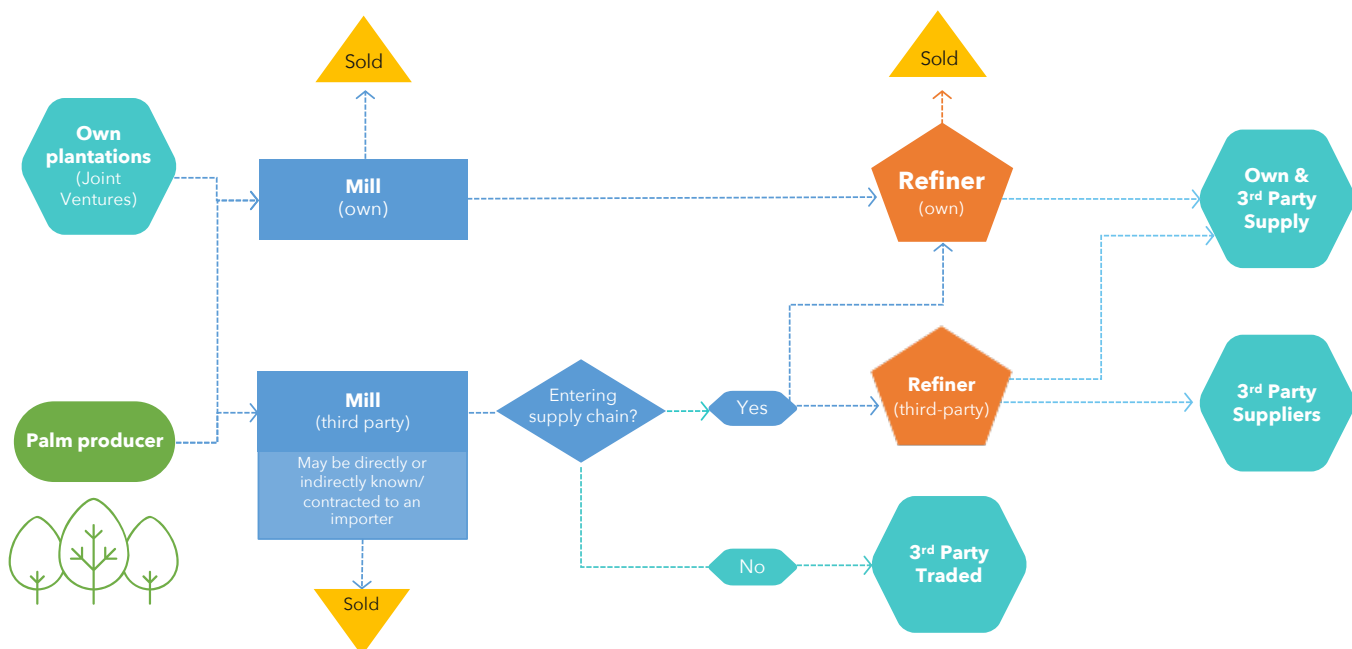 Sold
Sold
Own
plantations
(Joint
Ventures)
Mill
(own)
Refiner
(own)
Own &
3rd Party
Supply
Palm producer
Mill
(third party)
May be directly or
indirectly known/
contracted to an
importer
Entering
supply chain?
Yes
Refiner
(third-party)
3rd Party
Suppliers
No
3rd Party
Traded
Sold